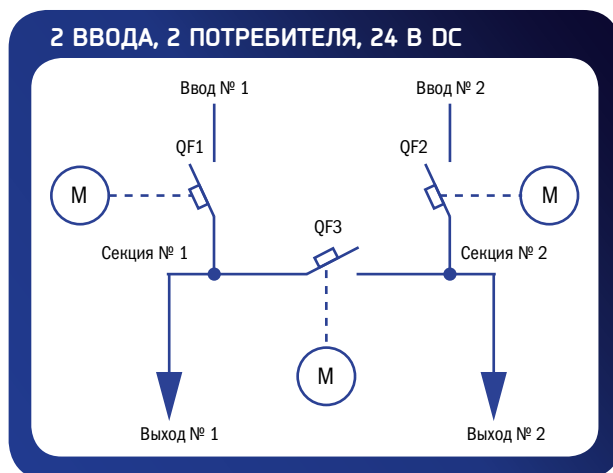 2 ВВОДА, 2 ПОТРЕБИТЕЛЯ, 24 В DC
Ввод № 1
Ввод № 2
QF1
QF2
М
М
QF3
Секция № 1
Секция № 2
М
Выход № 1
Выход № 2